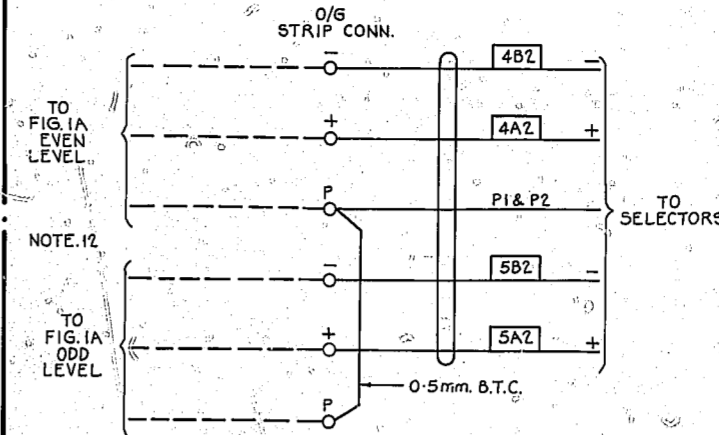 O/G
STRIP CONN.
TO
FIG. 1A
EVEN
LEVEL
NOTE. 12
TO
FIG. 1A
ODD
LEVEL
−
+
P
−
+
P
4B2
−
4A2
+
P1 & P2
5B2
−
5A2
+
TO
SELECTORS
0·5mm. B.T.C.